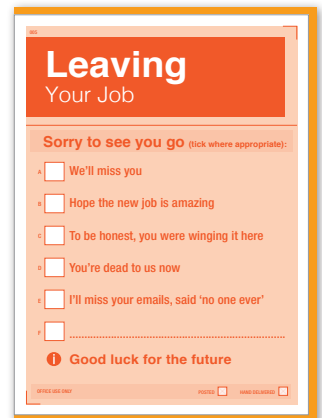 Leaving
Your Job
Sorry to see you go (tick where appropriate):
A We’ll miss you
B Hope the new job is amazing
C To be honest, you were winging it here
D You’re dead to us now
E I’ll miss your emails, said ‘no one ever’
F ......................................................................
i Good luck for the future
OFFICE USE ONLY POSTED HAND DELIVERED